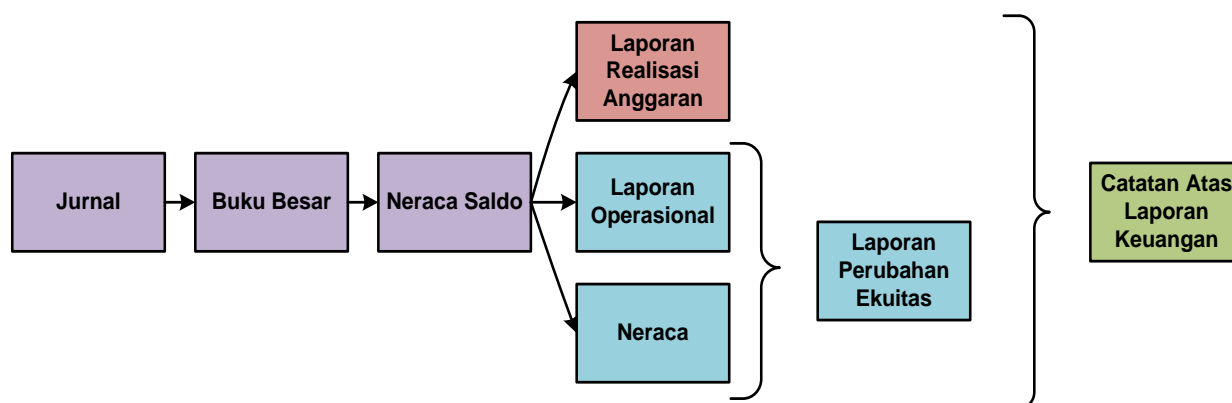 Laporan
Realisasi
Anggaran
Jurnal
Buku Besar
Neraca Saldo
Laporan
Operasional
Neraca
Laporan
Perubahan
Ekuitas
Catatan Atas
Laporan
Keuangan